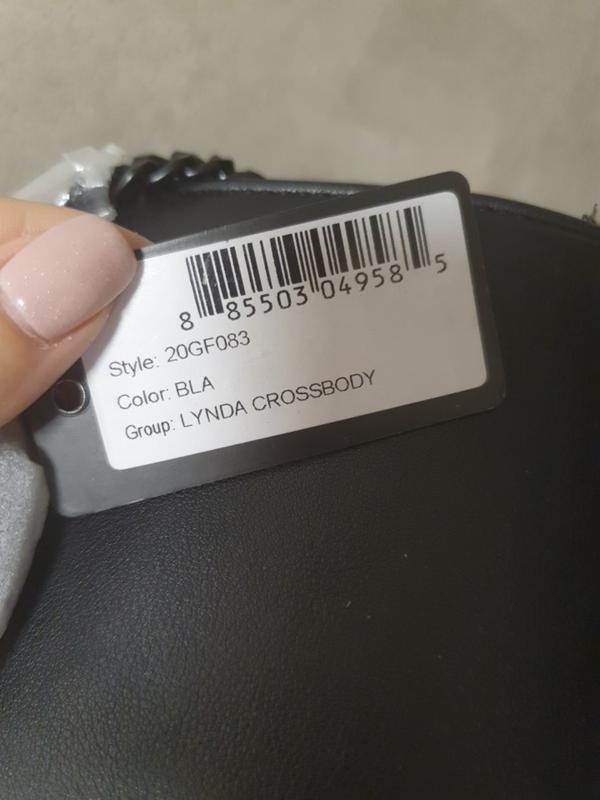 8 85503 04958 5
Style: 20GF083
Color: BLA
Group: LYNDA CROSSBODY